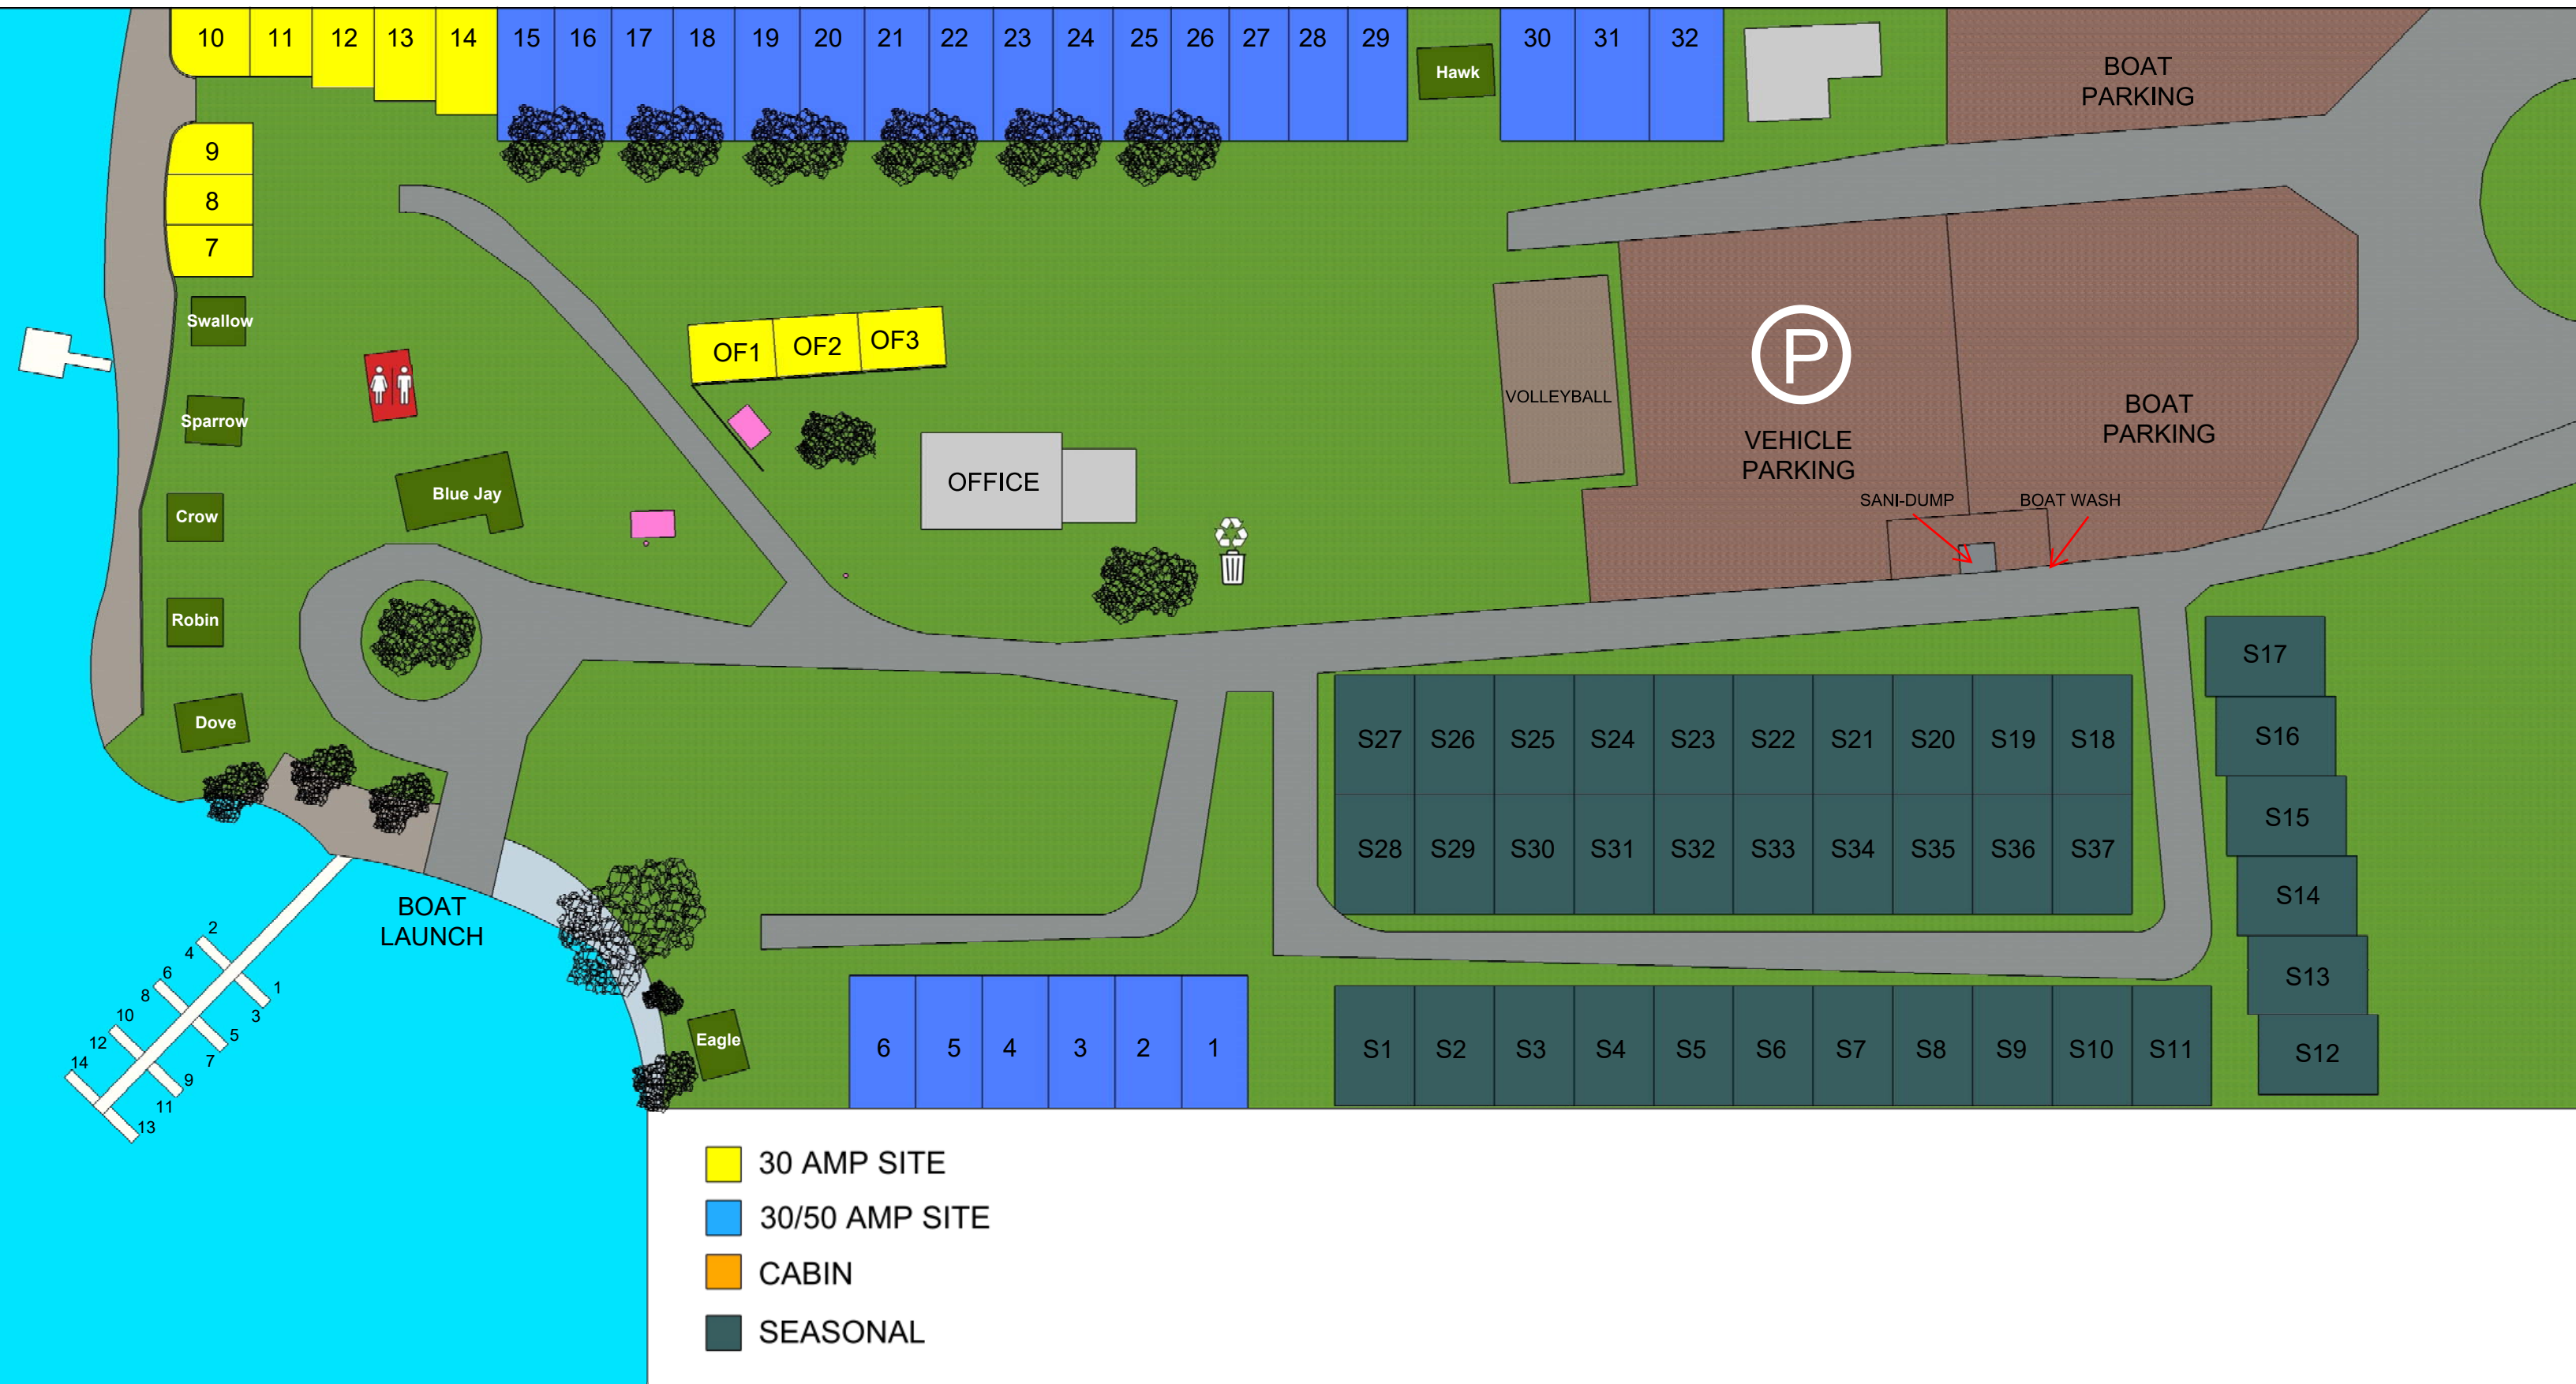 10 11 12 13 14 15 16 17 18 19 20 21 22 23 24 25 26 27 28 29 30 31 32
Hawk
BOAT
PARKING
9
8
7
Swallow
Sparrow
Crow
Robin
Dove
Blue Jay
OF1 OF2 OF3
OFFICE
VOLLEYBALL
P
VEHICLE
PARKING
BOAT
PARKING
SANI-DUMP
BOAT WASH
S17
S16
S15
S14
S13
S12
S27 S26 S25 S24 S23 S22 S21 S20 S19 S18
S28 S29 S30 S31 S32 S33 S34 S35 S36 S37
BOAT
LAUNCH
2
4
6
8
10
12
14
1
3
5
7
9
11
13
Eagle
6 5 4 3 2 1
S1 S2 S3 S4 S5 S6 S7 S8 S9 S10 S11
30 AMP SITE
30/50 AMP SITE
CABIN
SEASONAL